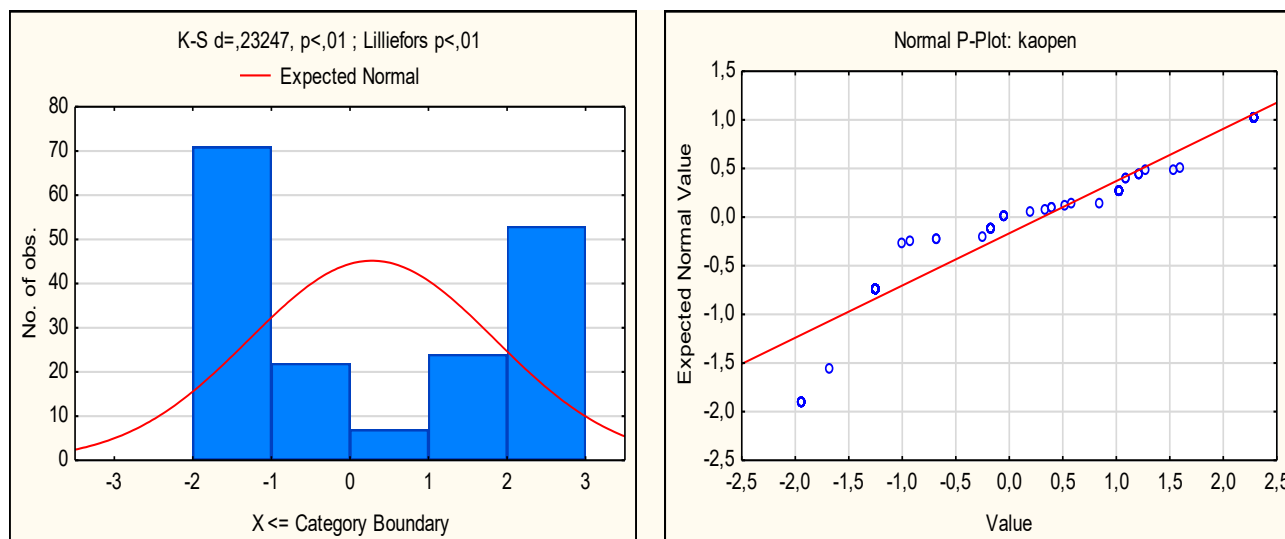 K-S d=,23247, p<,01 ; Lilliefors p<,01
Expected Normal
80
70
60
50
40
30
20
10
0
No. of obs.
-3 -2 -1 0 1 2 3
X <= Category Boundary
Normal P-Plot: kaopen
1,5
1,0
0,5
0,0
-0,5
-1,0
-1,5
-2,0
-2,5
Expected Normal Value
-2,5 -2,0 -1,5 -1,0 -0,5 0,0 0,5 1,0 1,5 2,0 2,5
Value